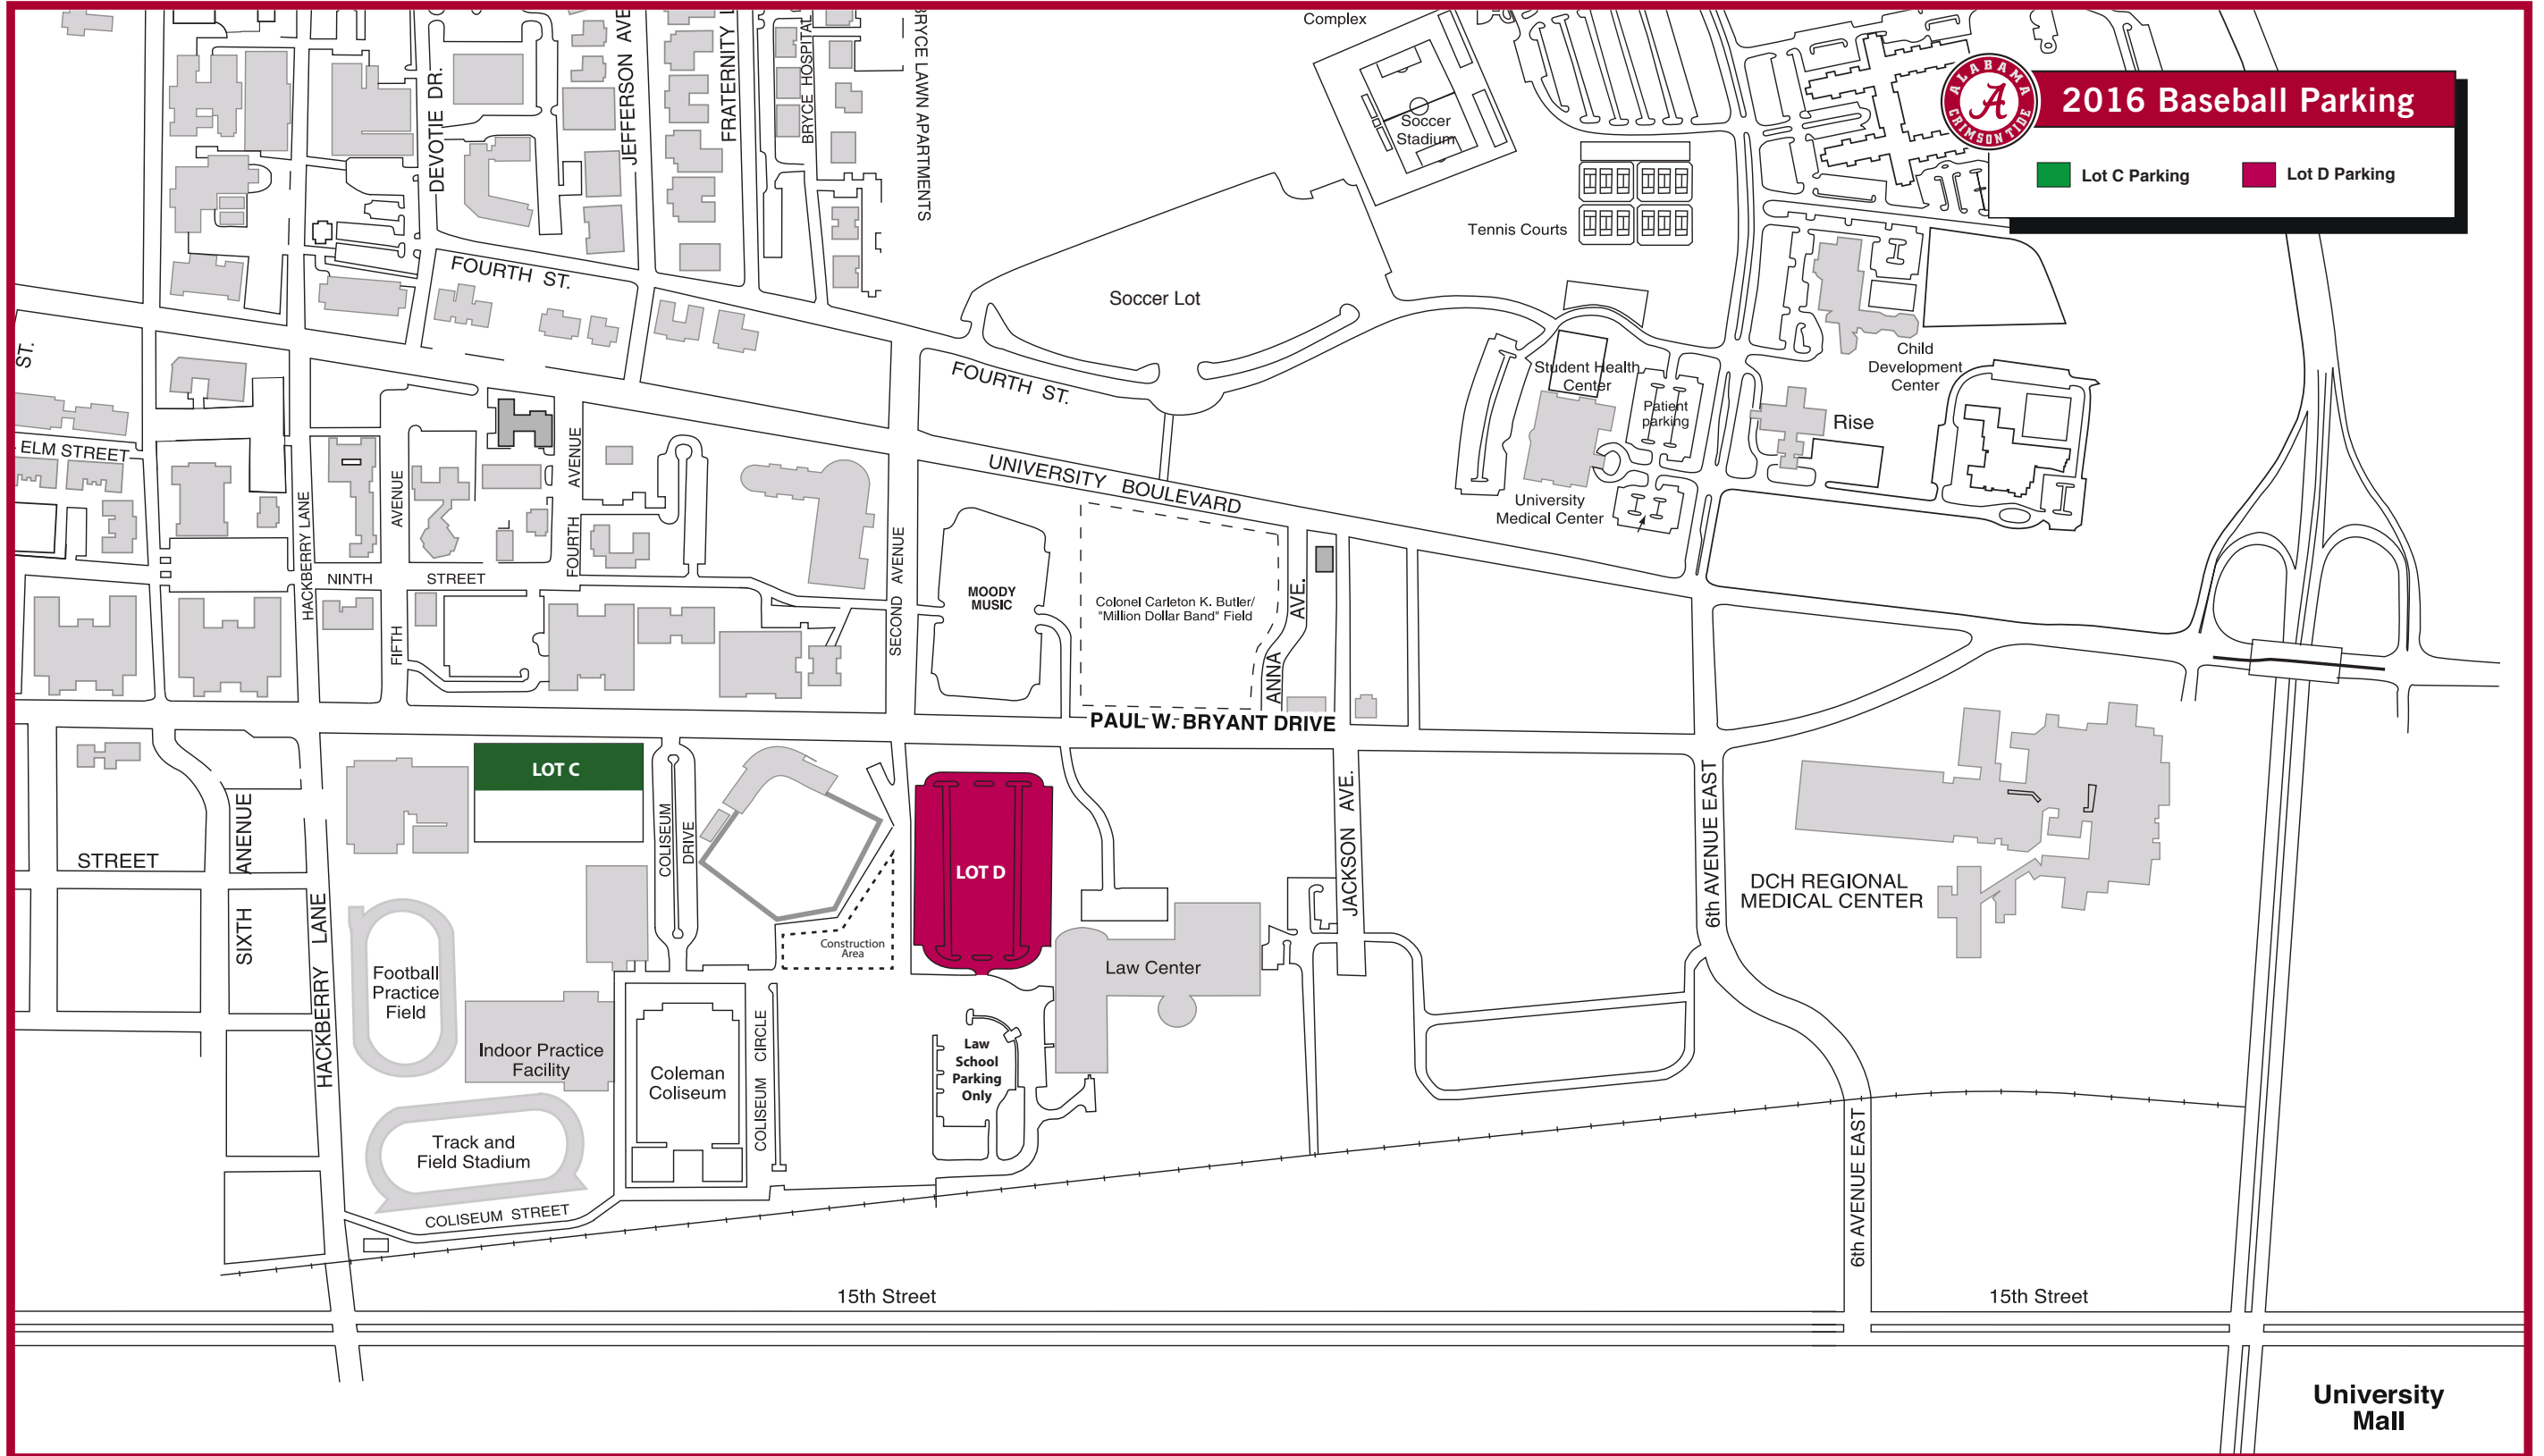 Complex
BRYCE LAWN APARTMENTS
BRYCE HOSPITAL
JEFFERSON AVE
DEVOTIE DR.
Soccer
Stadium
ALABAMA
A
CRIMSON TIDE
2016 Baseball Parking
Lot C Parking
Lot D Parking
Tennis Courts
FOURTH ST.
Soccer Lot
ST.
FOURTH ST.
Student Health
Center
Patient
parking
Child
Development
Center
Rise
ELM STREET
HACKBERRY LANE
AVENUE
FIFTH
AVENUE
FOURTH
UNIVERSITY BOULEVARD
University
Medical Center
NINTH STREET
SECOND AVENUE
MOODY
MUSIC
Colonel Carleton K. Butler/
"Million Dollar Band" Field
ANNA AVE.
PAUL W. BRYANT DRIVE
LOT C
COLISEUM
DRIVE
LOT D
JACKSON AVE.
6th AVENUE EAST
STREET
SIXTH ANENUE
HACKBERRY LANE
DCH REGIONAL
MEDICAL CENTER
Construction
Area
Football
Practice
Field
Law Center
Indoor Practice
Facility
Coleman
Coliseum
COLISEUM CIRCLE
Law
School
Parking
Only
Track and
Field Stadium
COLISEUM STREET
6th AVENUE EAST
15th Street
15th Street
University
Mall